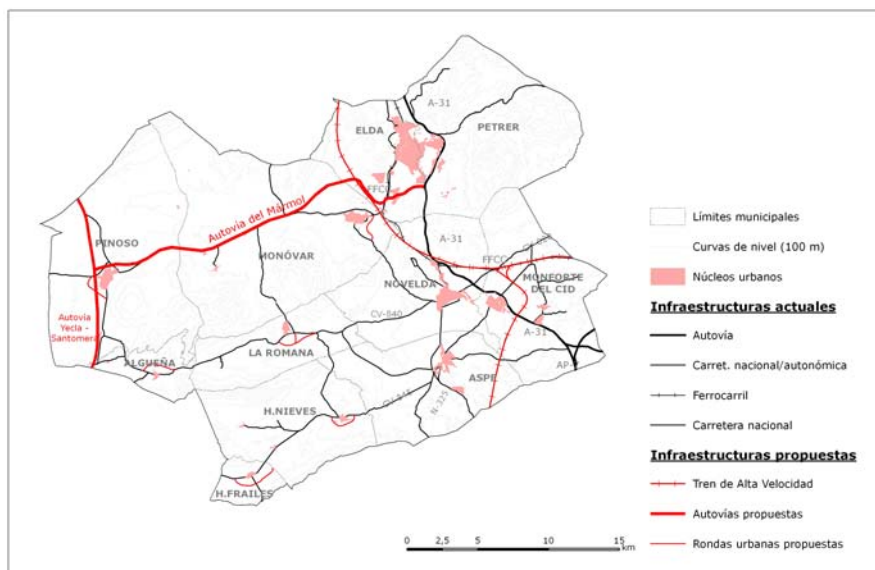 A-31
ELDA
PETRER
FFCC
Autovía del Mármol
PINOSO
A-31
MONÓVAR
FFCC
NOVELDA
MONFORTE
DEL CID
Autovía
Yecla -
Santomera
CV-840
A-31
LA ROMANA
ALGUEÑA
AP-7
ASPE
H.NIEVES
N-325
H.FRAILES
Límites municipales
Curvas de nivel (100 m)
Núcleos urbanos
Infraestructuras actuales
Autovía
Carret. nacional/autonómica
Ferrocarril
Carretera nacional
Infraestructuras propuestas
Tren de Alta Velocidad
Autovías propuestas
Rondas urbanas propuestas
0 2,5 5 10 15
km